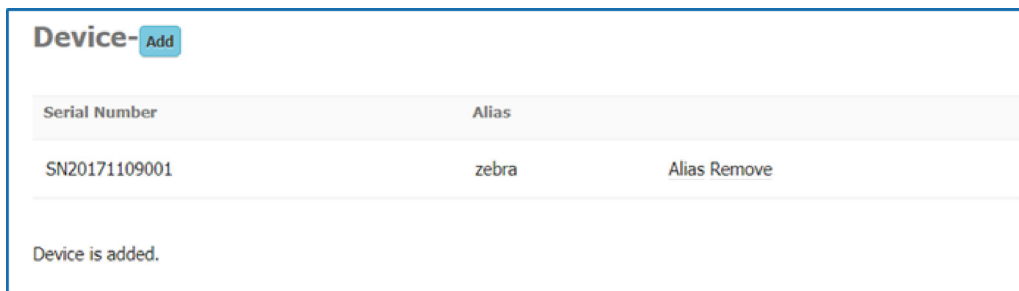 Device-Add
Serial Number Alias
SN20171109001 zebra Alias Remove
Device is added.